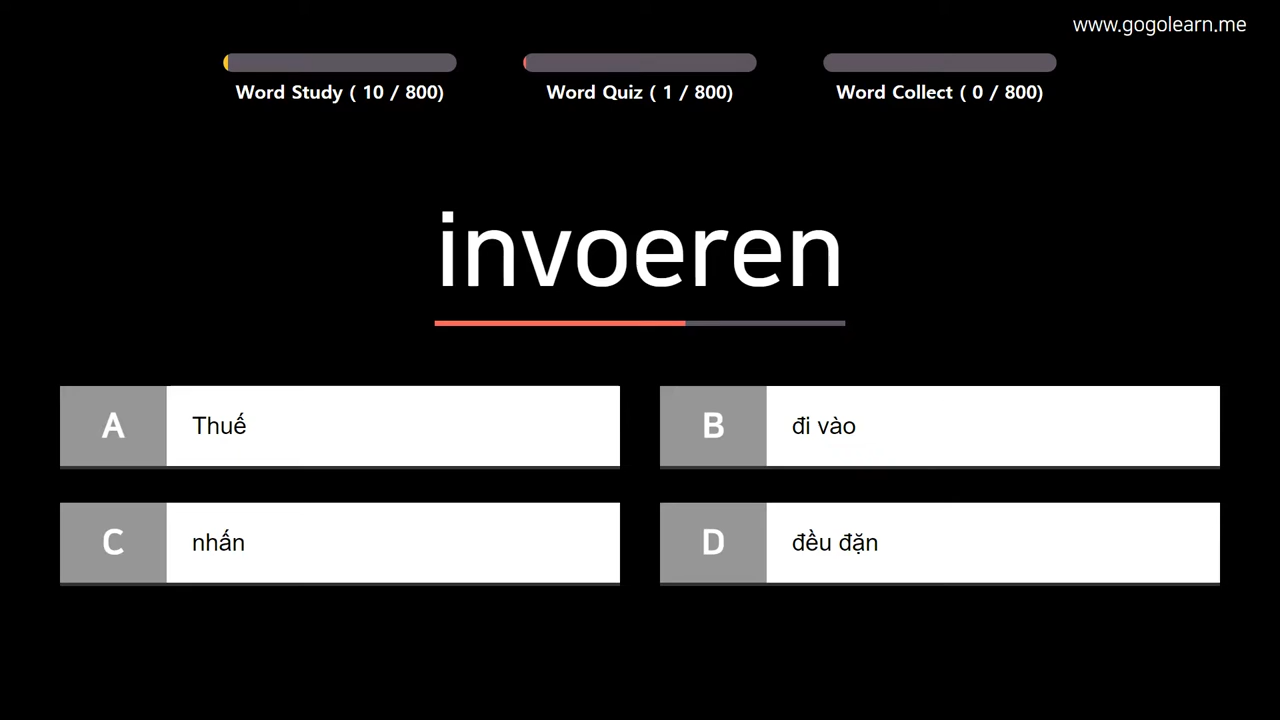 www.gogolearn.me
Word Study ( 10 / 800)
Word Quiz ( 1 / 800)
Word Collect ( 0 / 800)
invoeren
A Thuế
B đi vào
C nhấn
D đều đặn